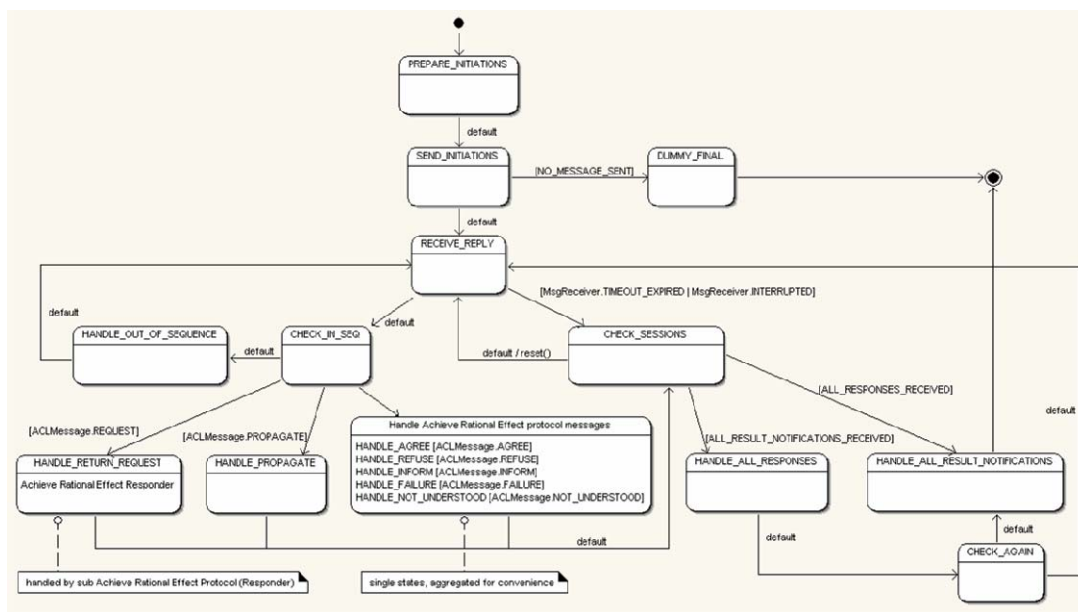 PREPARE_INITIATIONS
default
SEND_INITIATIONS
[NO_MESSAGE_SENT]
DUMMY_FINAL
default
RECEIVE_REPLY
[MsgReceiver.TIMEOUT_EXPIRED | MsgReceiver.INTERRUPTED]
default
default
HANDLE_OUT_OF_SEQUENCE
default
CHECK_IN_SEQ
default / reset()
CHECK_SESSIONS
[ALL_RESPONSES_RECEIVED]
default
[ACLMessage.REQUEST]
[ACLMessage.PROPAGATE]
Handle Achieve Rational Effect protocol messages
HANDLE_AGREE [ACLMessage.AGREE]
HANDLE_REFUSE [ACLMessage.REFUSE]
HANDLE_INFORM [ACLMessage.INFORM]
HANDLE_FAILURE [ACLMessage.FAILURE]
HANDLE_NOT_UNDERSTOOD [ACLMessage.NOT_UNDERSTOOD]
[ALL_RESULT_NOTIFICATIONS_RECEIVED]
HANDLE_RETURN_REQUEST
Achieve Rational Effect Responder
HANDLE_PROPAGATE
HANDLE_ALL_RESPONSES
HANDLE_ALL_RESULT_NOTIFICATIONS
default
default
default
CHECK_AGAIN
handled by sub Achieve Rational Effect Protocol (Responder)
single states, aggregated for convenience